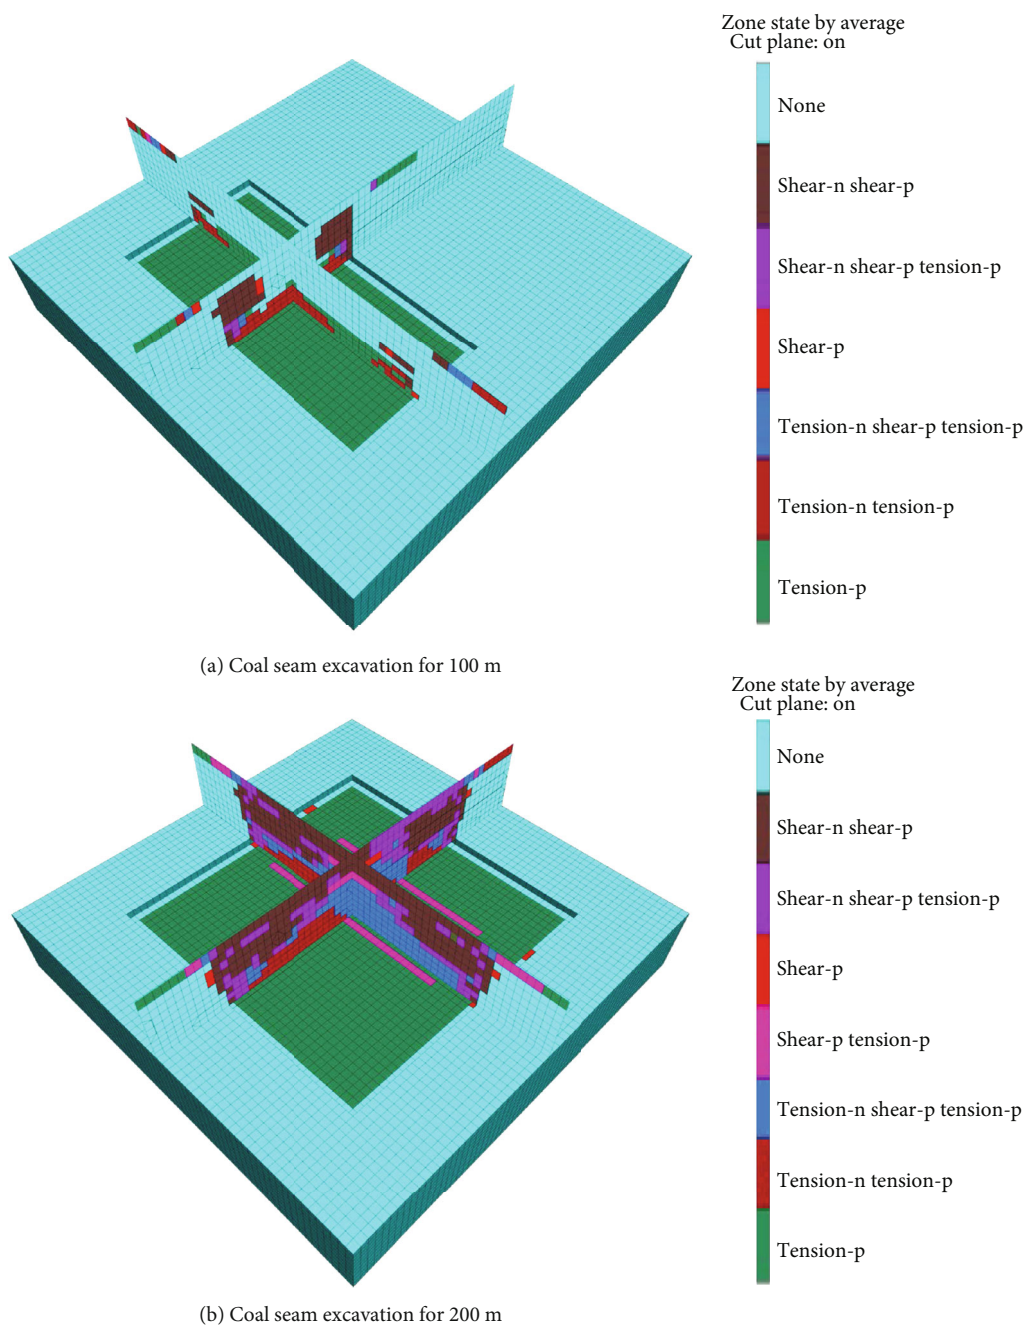 Zone state by average
Cut plane: on
None
Shear-n shear-p
Shear-n shear-p tension-p
Shear-p
Tension-n shear-p tension-p
Tension-n tension-p
Tension-p
(a) Coal seam excavation for 100 m
Zone state by average
Cut plane: on
None
Shear-n shear-p
Shear-n shear-p tension-p
Shear-p
Shear-p tension-p
Tension-n shear-p tension-p
Tension-n tension-p
Tension-p
(b) Coal seam excavation for 200 m